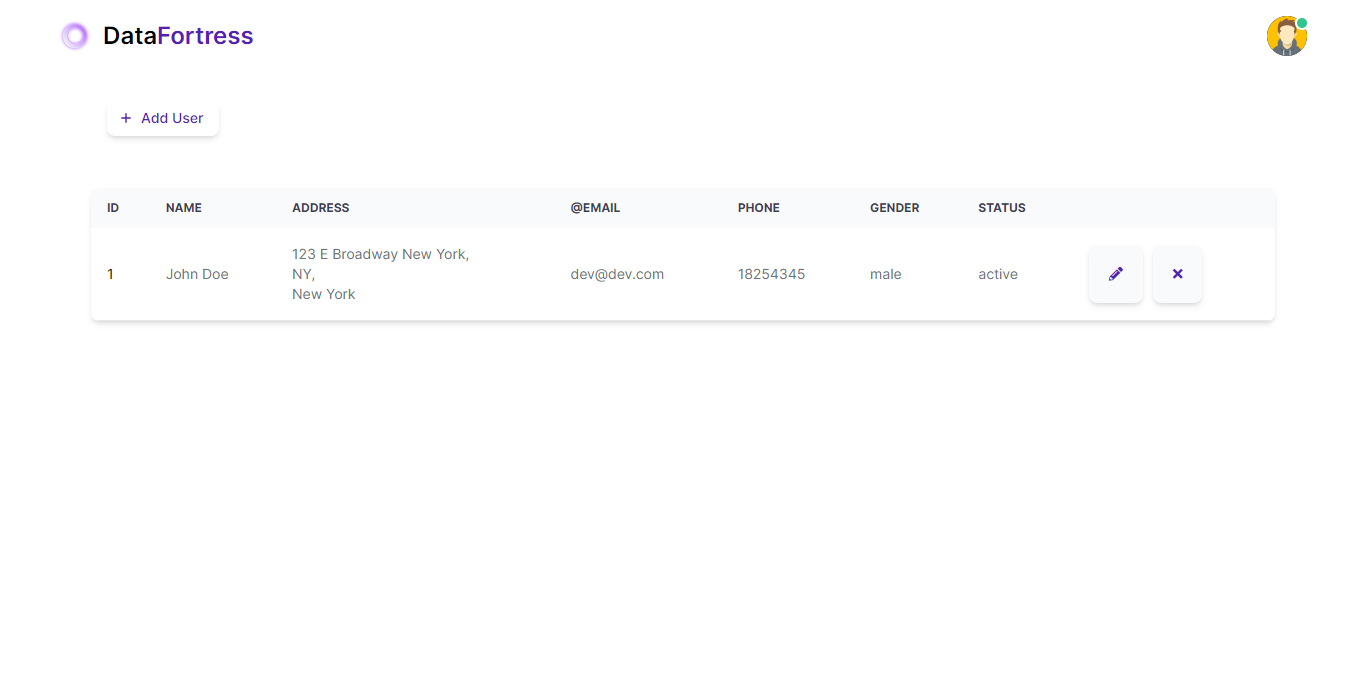 DataFortress
+ Add User
ID NAME ADDRESS @EMAIL PHONE GENDER STATUS
123 E Broadway New York,
1 John Doe NY, dev@dev.com 18254345 male active
New York